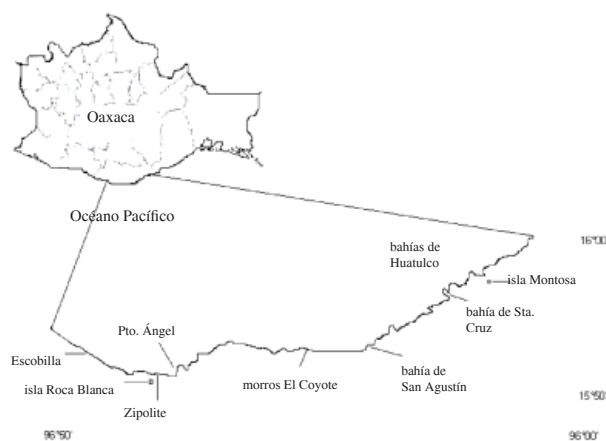 Oaxaca
Océano Pacífico
bahías de
Huatulco
16°00'
isla Montosa
bahía de Sta.
Cruz
Pto. Ángel
Escobilla
isla Roca Blanca
Zipolite
morros El Coyote
bahía de
San Agustín
15°50'
96°50'
96°00'